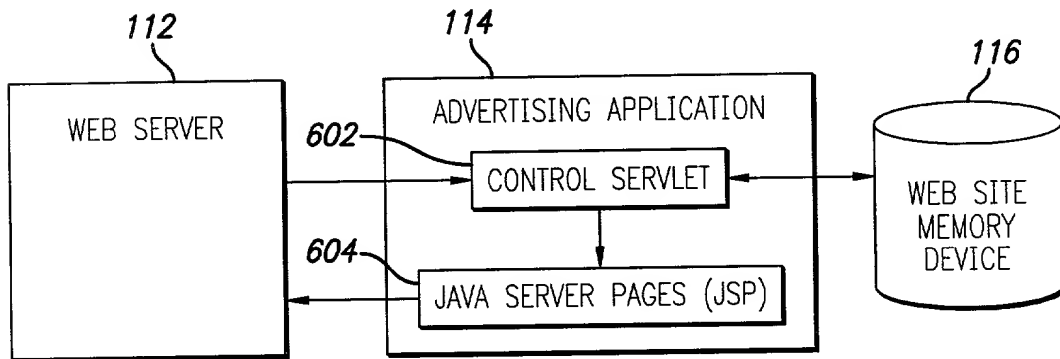 112
114
116
WEB SERVER
ADVERTISING APPLICATION
602
CONTROL SERVLET
WEB SITE
MEMORY
DEVICE
604
JAVA SERVER PAGES (JSP)